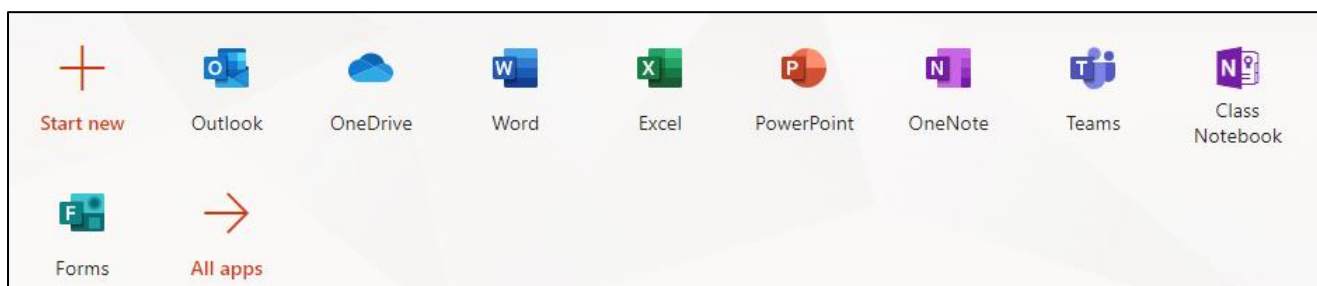 Start new
Outlook
OneDrive
Word
Excel
PowerPoint
OneNote
Teams
Class
Notebook
Forms
All apps